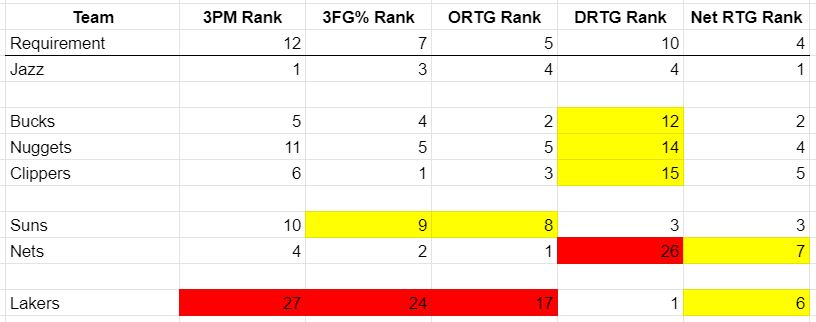 Team 3PM Rank 3FG% Rank ORTG Rank DRTG Rank Net RTG Rank
Requirement 12 7 5 10 4
Jazz 1 3 4 4 1
Bucks 5 4 2 12 2
Nuggets 11 5 5 14 4
Clippers 6 1 3 15 5
Suns 10 9 8 3 3
Nets 4 2 1 26 7
Lakers 27 24 17 1 6